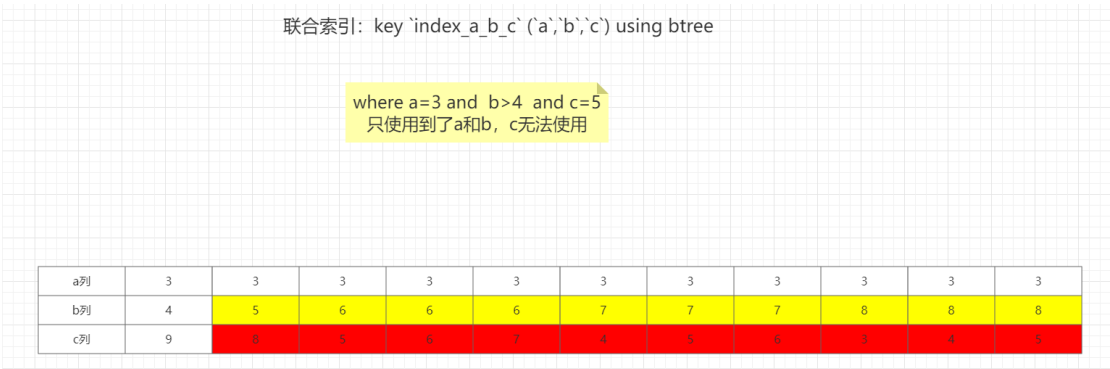 联合索引：key `index_a_b_c` (`a`,`b`,`c`) using btree
where a=3 and  b>4  and c=5
只使用到了a和b，c无法使用
a列 3 3 3 3 3 3 3 3 3 3 3
b列 4 5 6 6 6 7 7 7 8 8 8
c列 9 8 5 6 7 4 5 6 3 4 5